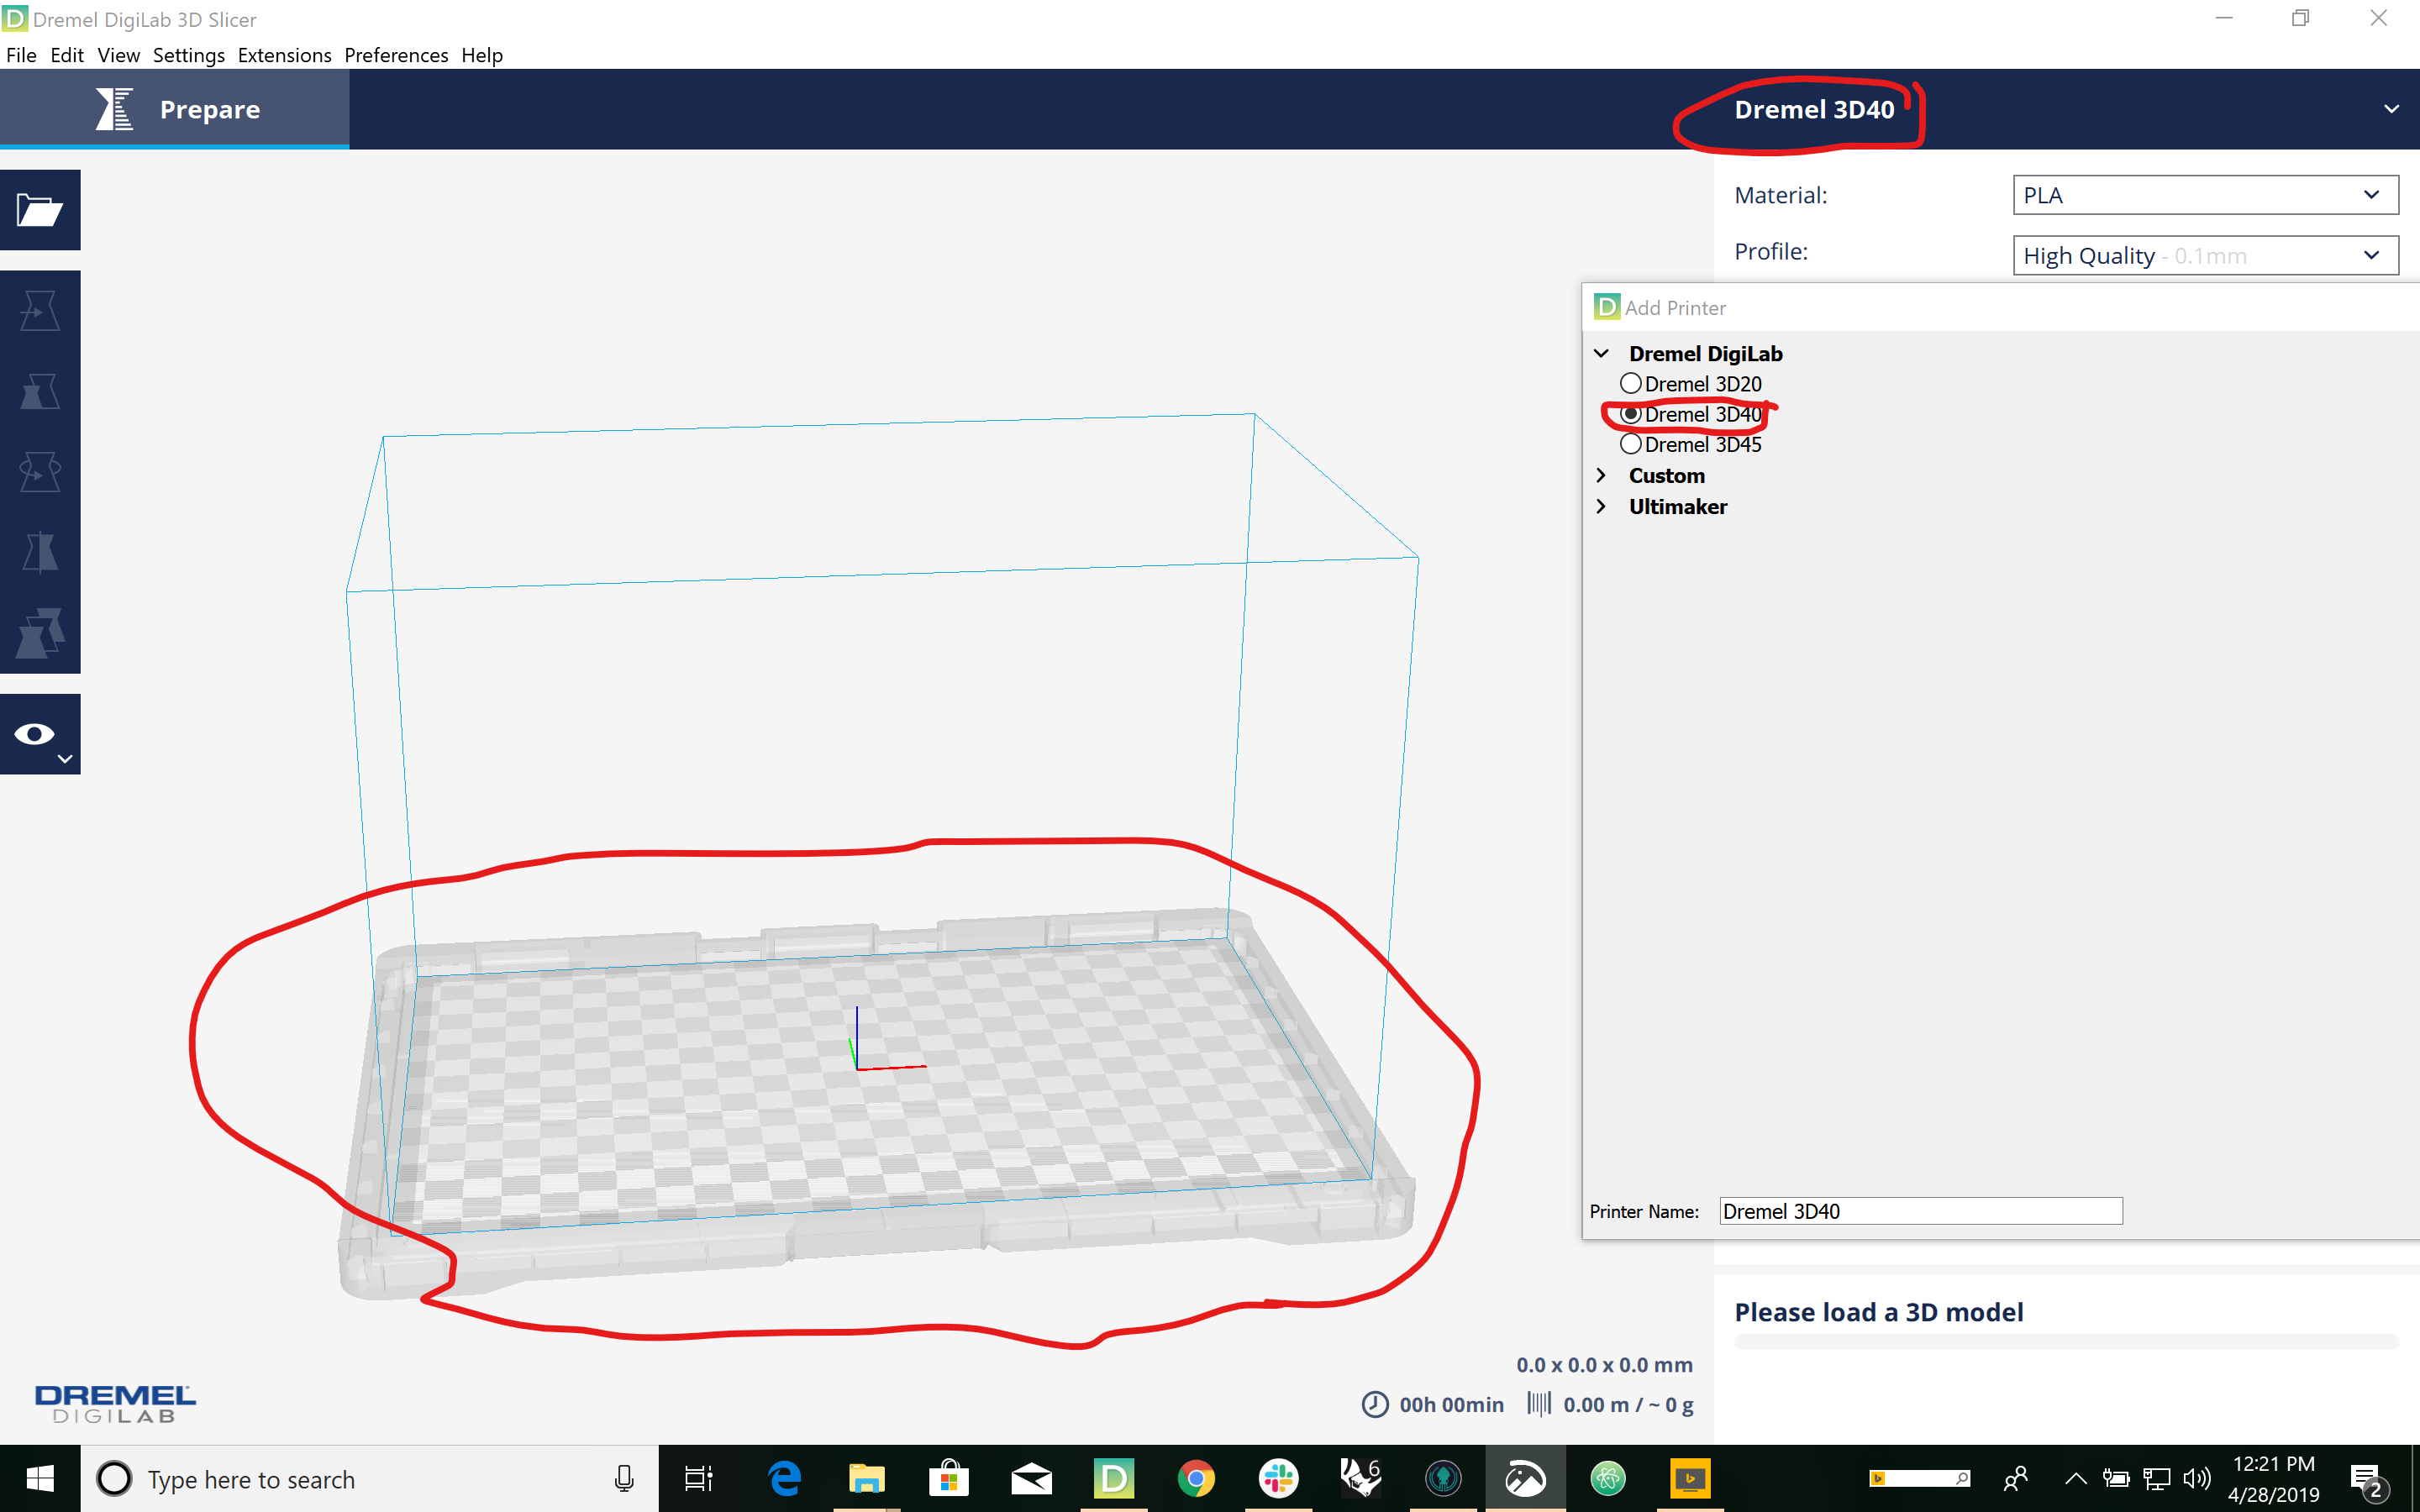 Dremel DigiLab 3D Slicer
File Edit View Settings Extensions Preferences Help
Prepare
Dremel 3D40
Material:
PLA
Profile:
High Quality - 0.1mm
Add Printer
Dremel DigiLab
Dremel 3D20
Dremel 3D40
Dremel 3D45
Custom
Ultimaker
Printer Name:
Dremel 3D40
Please load a 3D model
0.0 x 0.0 x 0.0 mm
00h 00min
0.00 m / ~ 0 g
DREMEL
DIGILAB
Type here to search
12:21 PM
4/28/2019
2